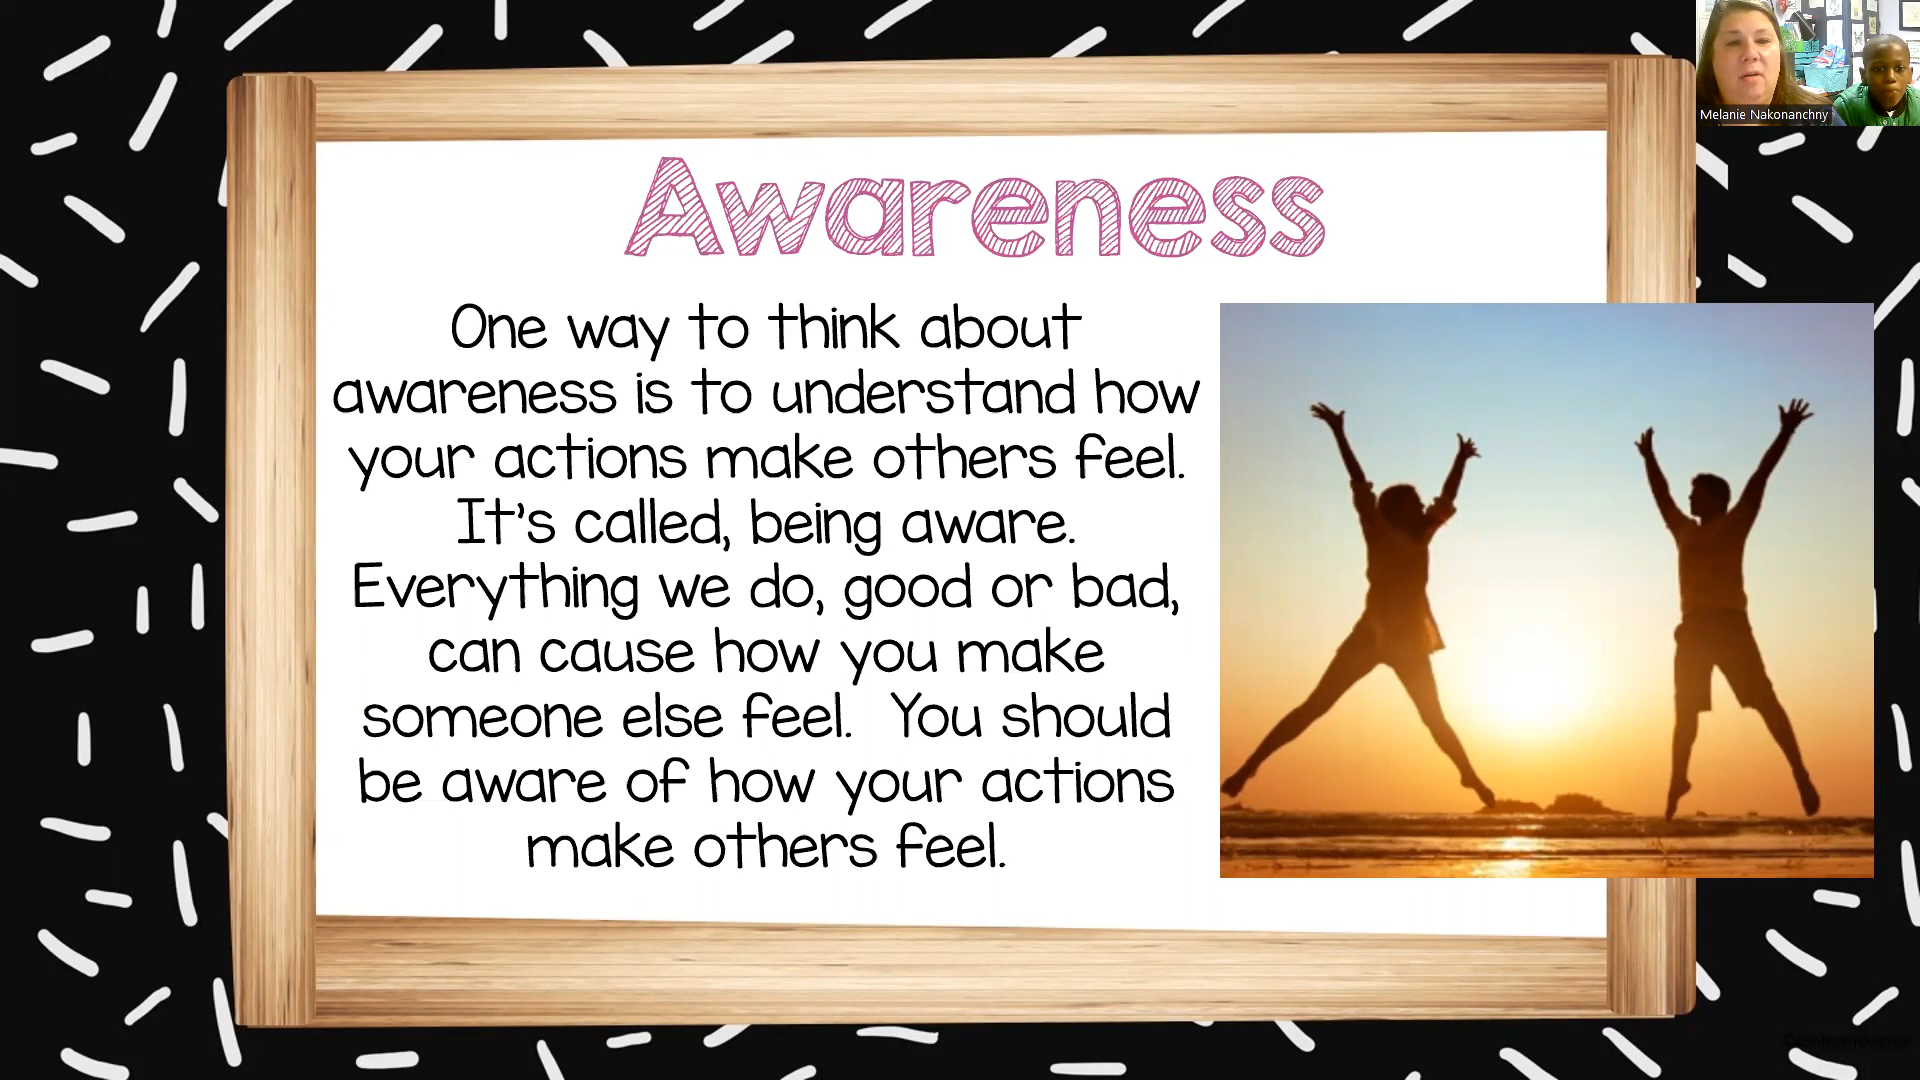 Awareness
One way to think about
awareness is to understand how
your actions make others feel.
It's called, being aware.
Everything we do, good or bad,
can cause how you make
someone else feel. You should
be aware of how your actions
make others feel.
Melanie Nakonanchny